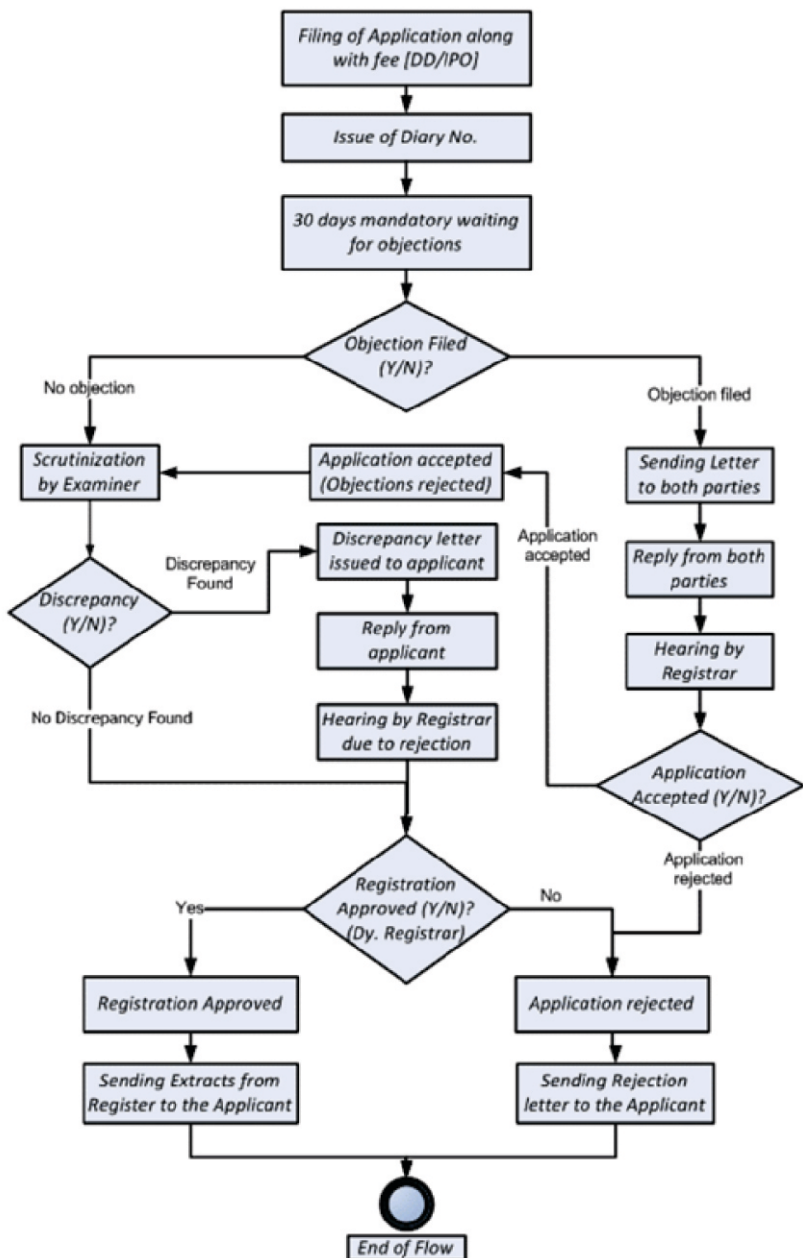 Filing of Application along
with fee [DD/IPO]
Issue of Diary No.
30 days mandatory waiting
for objections
Objection Filed
(Y/N)?
No objection
Objection filed
Scrutinization
by Examiner
Application accepted
(Objections rejected)
Sending Letter
to both parties
Application
accepted
Discrepancy letter
issued to applicant
Discrepancy
Found
Reply from both
parties
Discrepancy
(Y/N)?
Reply from
applicant
Hearing by
Registrar
No Discrepancy Found
Hearing by Registrar
due to rejection
Application
Accepted (Y/N)?
Application
rejected
Registration
Approved (Y/N)?
(Dy. Registrar)
Yes
No
Registration Approved
Application rejected
Sending Extracts from
Register to the Applicant
Sending Rejection
letter to the Applicant
End of Flow